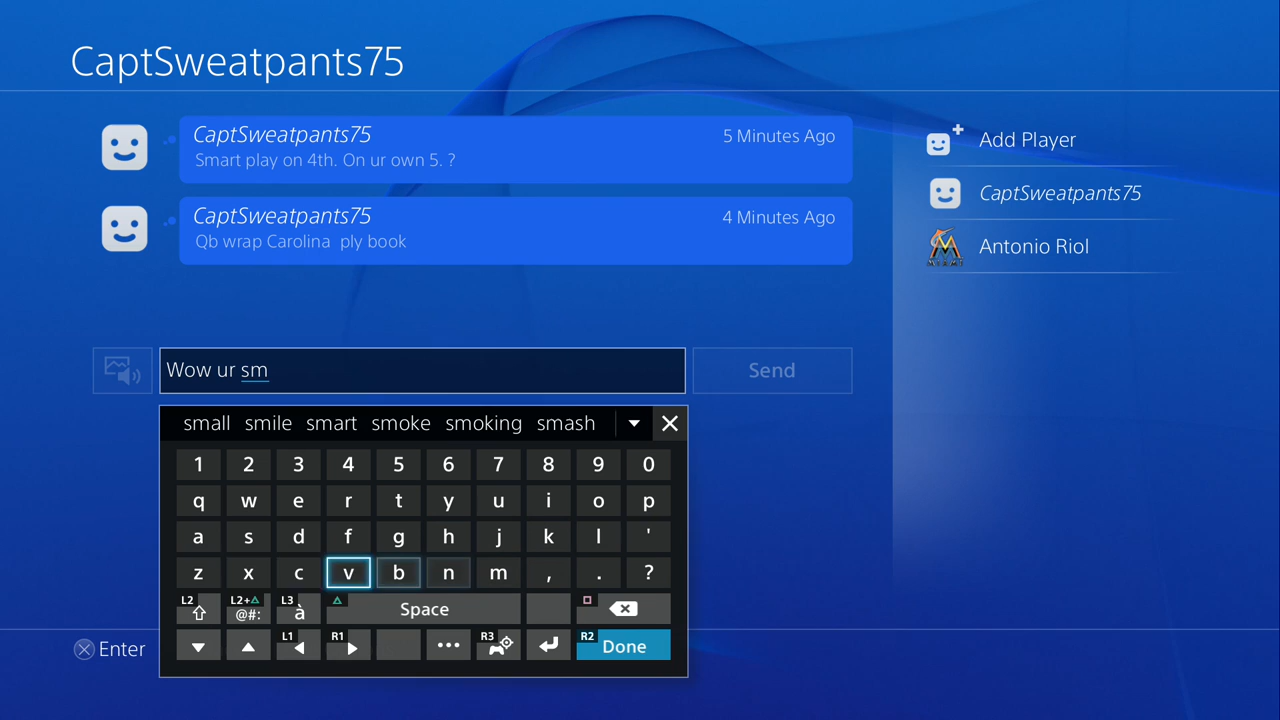 CaptSweatpants75
CaptSweatpants75 5 Minutes Ago
Smart play on 4th. On ur own 5. ?
CaptSweatpants75 4 Minutes Ago
Qb wrap Carolina ply book
Add Player
CaptSweatpants75
MIAMI
Antonio Riol
Wow ur sm
Send
small smile smart smoke smoking smash
1 2 3 4 5 6 7 8 9 0
q w e r t y u i o p
a s d f g h j k l '
z x c v b n m , . ?
L2 L2+△ @#: L3 à △ Space □
L1 R1 ... R3 R2 Done
Enter